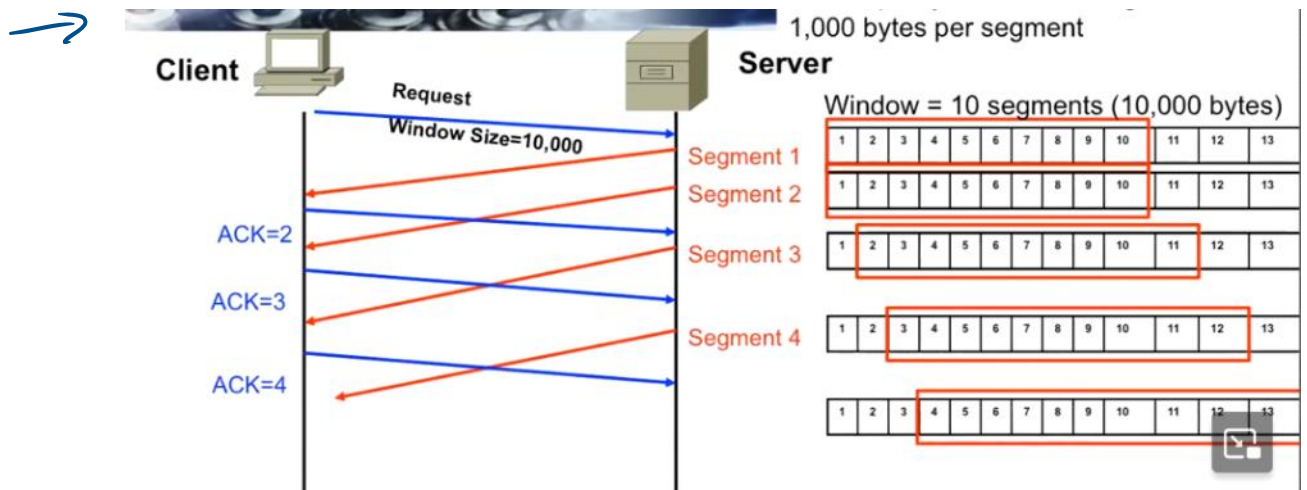 1,000 bytes per segment
Client
Server
Request
Window Size=10,000
Window = 10 segments (10,000 bytes)
Segment 1
1 2 3 4 5 6 7 8 9 10 11 12 13
Segment 2
1 2 3 4 5 6 7 8 9 10 11 12 13
ACK=2
Segment 3
1 2 3 4 5 6 7 8 9 10 11 12 13
ACK=3
Segment 4
1 2 3 4 5 6 7 8 9 10 11 12 13
ACK=4
1 2 3 4 5 6 7 8 9 10 11 12 13